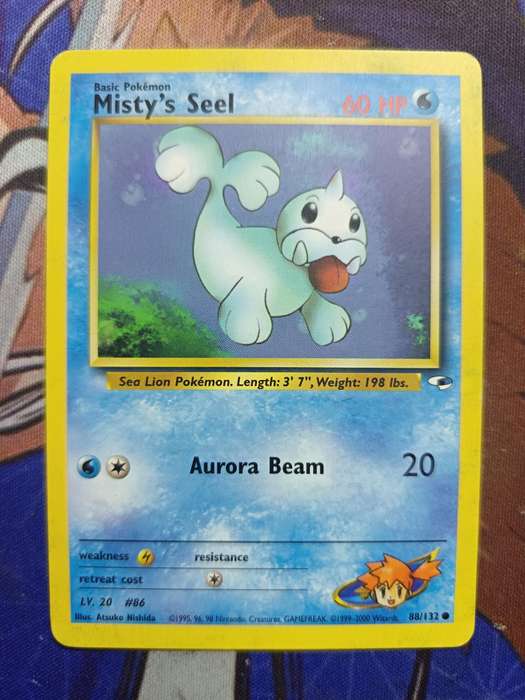 Basic Pokémon
Misty's Seel 60 HP
Sea Lion Pokémon. Length: 3' 7", Weight: 198 lbs.
Aurora Beam 20
weakness resistance
retreat cost
LV. 20 #86
Illus. Atsuko Nishida ©1995, 96, 98 Nintendo, Creatures, GAMEFREAK. ©1999-2000 Wizards. 88/132